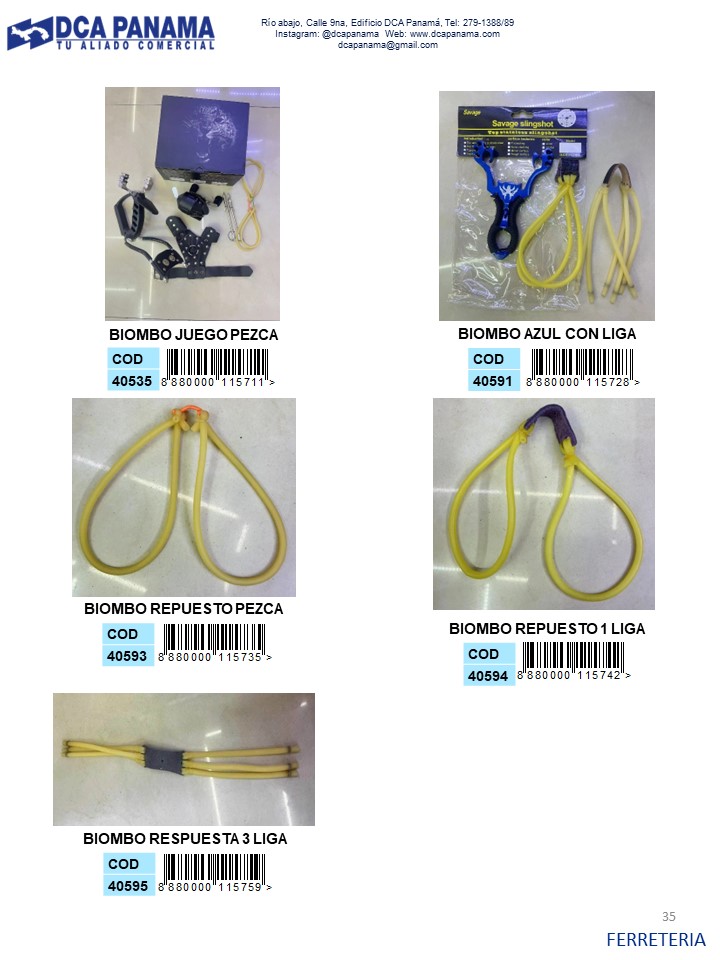 DCA PANAMA
TU ALIADO COMERCIAL
Río abajo, Calle 9na, Edificio DCA Panamá, Tel: 279-1388/89
Instagram: @dcapanama Web: www.dcapanama.com
dcapanama@gmail.com
Savage
Savage slingshot
Top stainless slingshot
BIOMBO JUEGO PEZCA
COD
40535
8 880000 115711 >
BIOMBO AZUL CON LIGA
COD
40591
8 880000 115728 >
BIOMBO REPUESTO PEZCA
COD
40593
8 880000 115735 >
BIOMBO REPUESTO 1 LIGA
COD
40594
8 880000 115742 >
BIOMBO RESPUESTA 3 LIGA
COD
40595
8 880000 115759 >
35
FERRETERIA